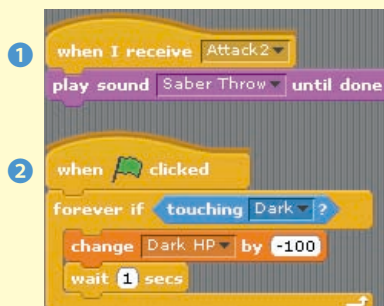 1
when I receive Attack2
play sound Saber Throw until done
2
when clicked
forever if touching Dark ?
change Dark HP by -100
wait 1 secs